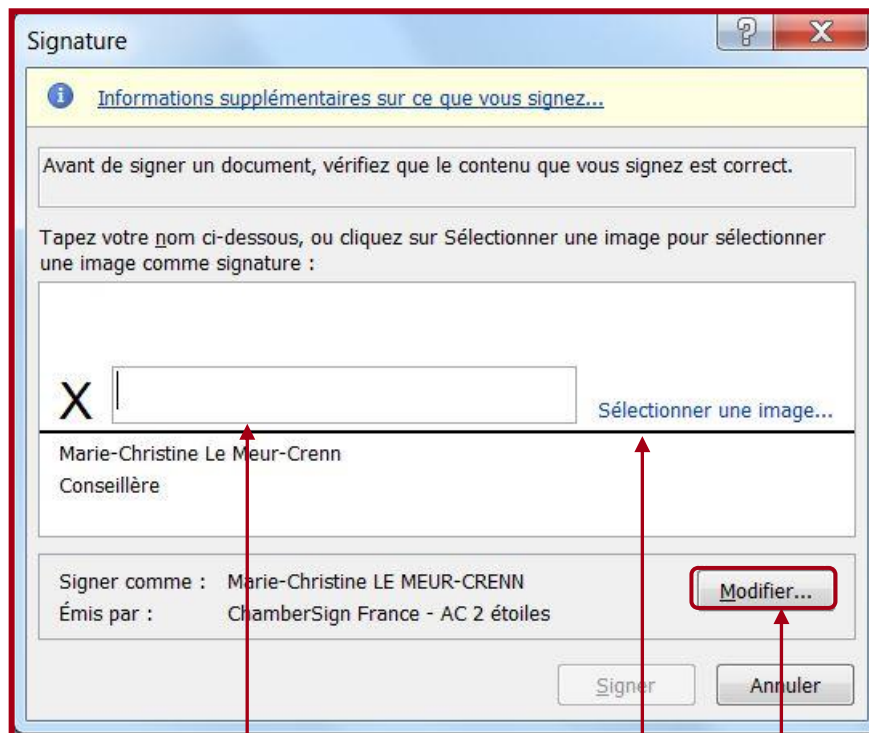 Signature
Informations supplémentaires sur ce que vous signez...
Avant de signer un document, vérifiez que le contenu que vous signez est correct.
Tapez votre nom ci-dessous, ou cliquez sur Sélectionner une image pour sélectionner
une image comme signature :
X
Sélectionner une image...
Marie-Christine Le Meur-Crenn
Conseillère
Signer comme : Marie-Christine LE MEUR-CRENN
Modifier...
Émis par : ChamberSign France - AC 2 étoiles
Signer Annuler